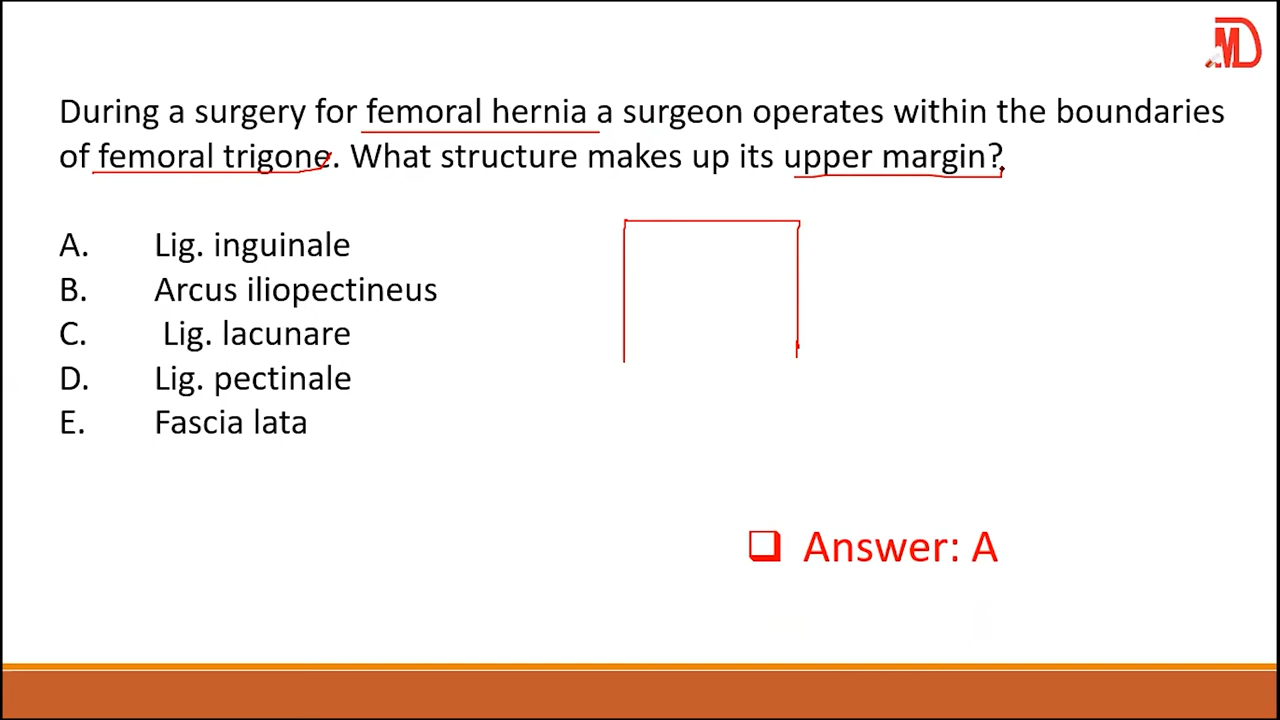 MD
During a surgery for femoral hernia a surgeon operates within the boundaries
of femoral trigone. What structure makes up its upper margin?
A. Lig. inguinale
B. Arcus iliopectineus
C. Lig. lacunare
D. Lig. pectinale
E. Fascia lata
Answer: A